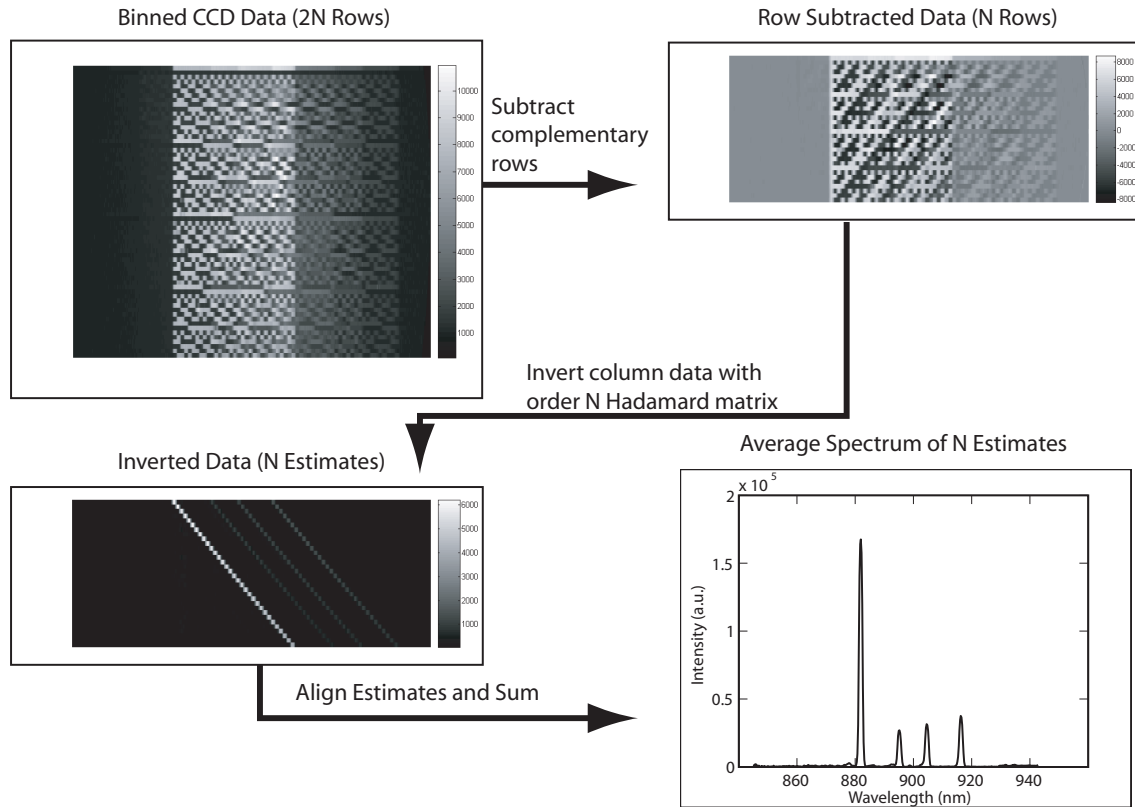 Binned CCD Data (2N Rows)
10000
9000
8000
7000
6000
5000
4000
3000
2000
1000
Subtract
complementary
rows
Row Subtracted Data (N Rows)
8000
6000
4000
2000
0
-2000
-4000
-6000
-8000
Invert column data with
order N Hadamard matrix
Inverted Data (N Estimates)
6000
5000
4000
3000
2000
1000
Align Estimates and Sum
Average Spectrum of N Estimates
2 x 10 5
1.5
1
0.5
0
Intensity (a.u.)
860 880 900 920 940
Wavelength (nm)